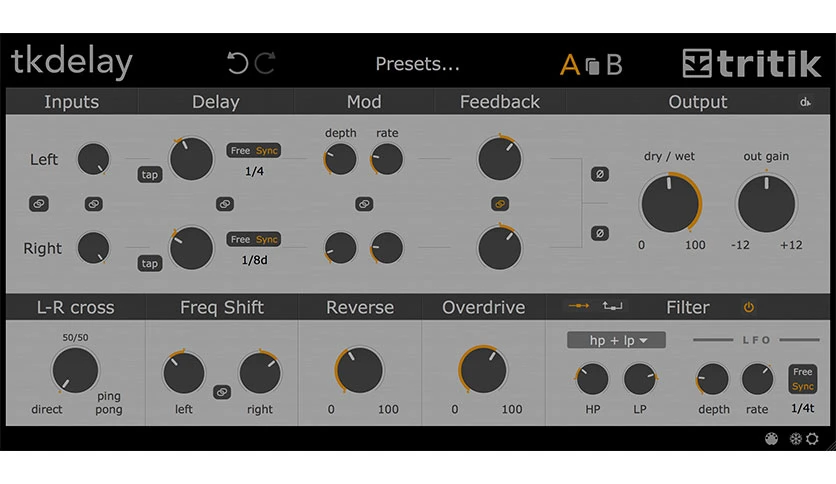 tkdelay
Presets...
A B
tritik
Inputs Delay Mod Feedback Output
depth rate
Left
Free Sync
tap
1/4
Ø
dry / wet
out gain
0 100
-12 +12
Right
Free Sync
tap
1/8d
Ø
L-R cross Freq Shift Reverse Overdrive Filter
50/50
direct
ping
pong
left right
0 100
0 100
hp + lp
LFO
HP LP
depth rate
Free
Sync
1/4t